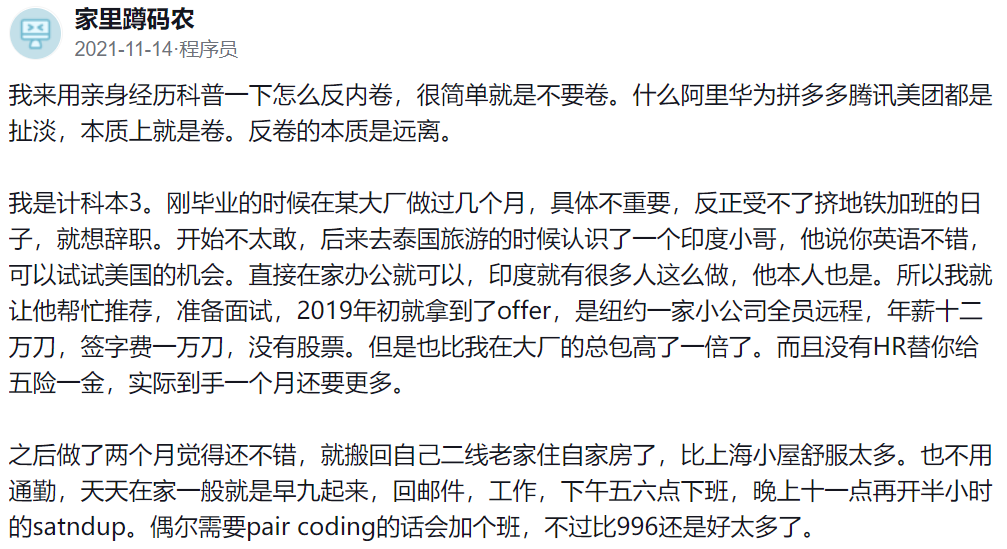 家里蹲码农
2021-11-14·程序员
我来用亲身经历科普一下怎么反内卷，很简单就是不要卷。什么阿里华为拼多多腾讯美团都是
扯淡，本质上就是卷。反卷的本质是远离。
我是计科本3。刚毕业的时候在某大厂做过几个月，具体不重要，反正受不了挤地铁加班的日
子，就想辞职。开始不太敢，后来去泰国旅游的时候认识了一个印度小哥，他说你英语不错，
可以试试美国的机会。直接在家办公就可以，印度就有很多人这么做，他本人也是。所以我就
让他帮忙推荐，准备面试，2019年初就拿到了offer，是纽约一家小公司全员远程，年薪十二
万刀，签字费一万刀，没有股票。但是也比我在大厂的总包高了一倍了。而且没有HR替你给
五险一金，实际到手一个月还要更多。
之后做了两个月觉得还不错，就搬回自己二线老家住自家房了，比上海小屋舒服太多。也不用
通勤，天天在家一般就是早九起来，回邮件，工作，下午五六点下班，晚上十一点再开半小时
的satndup。偶尔需要pair coding的话会加个班，不过比996还是好太多了。